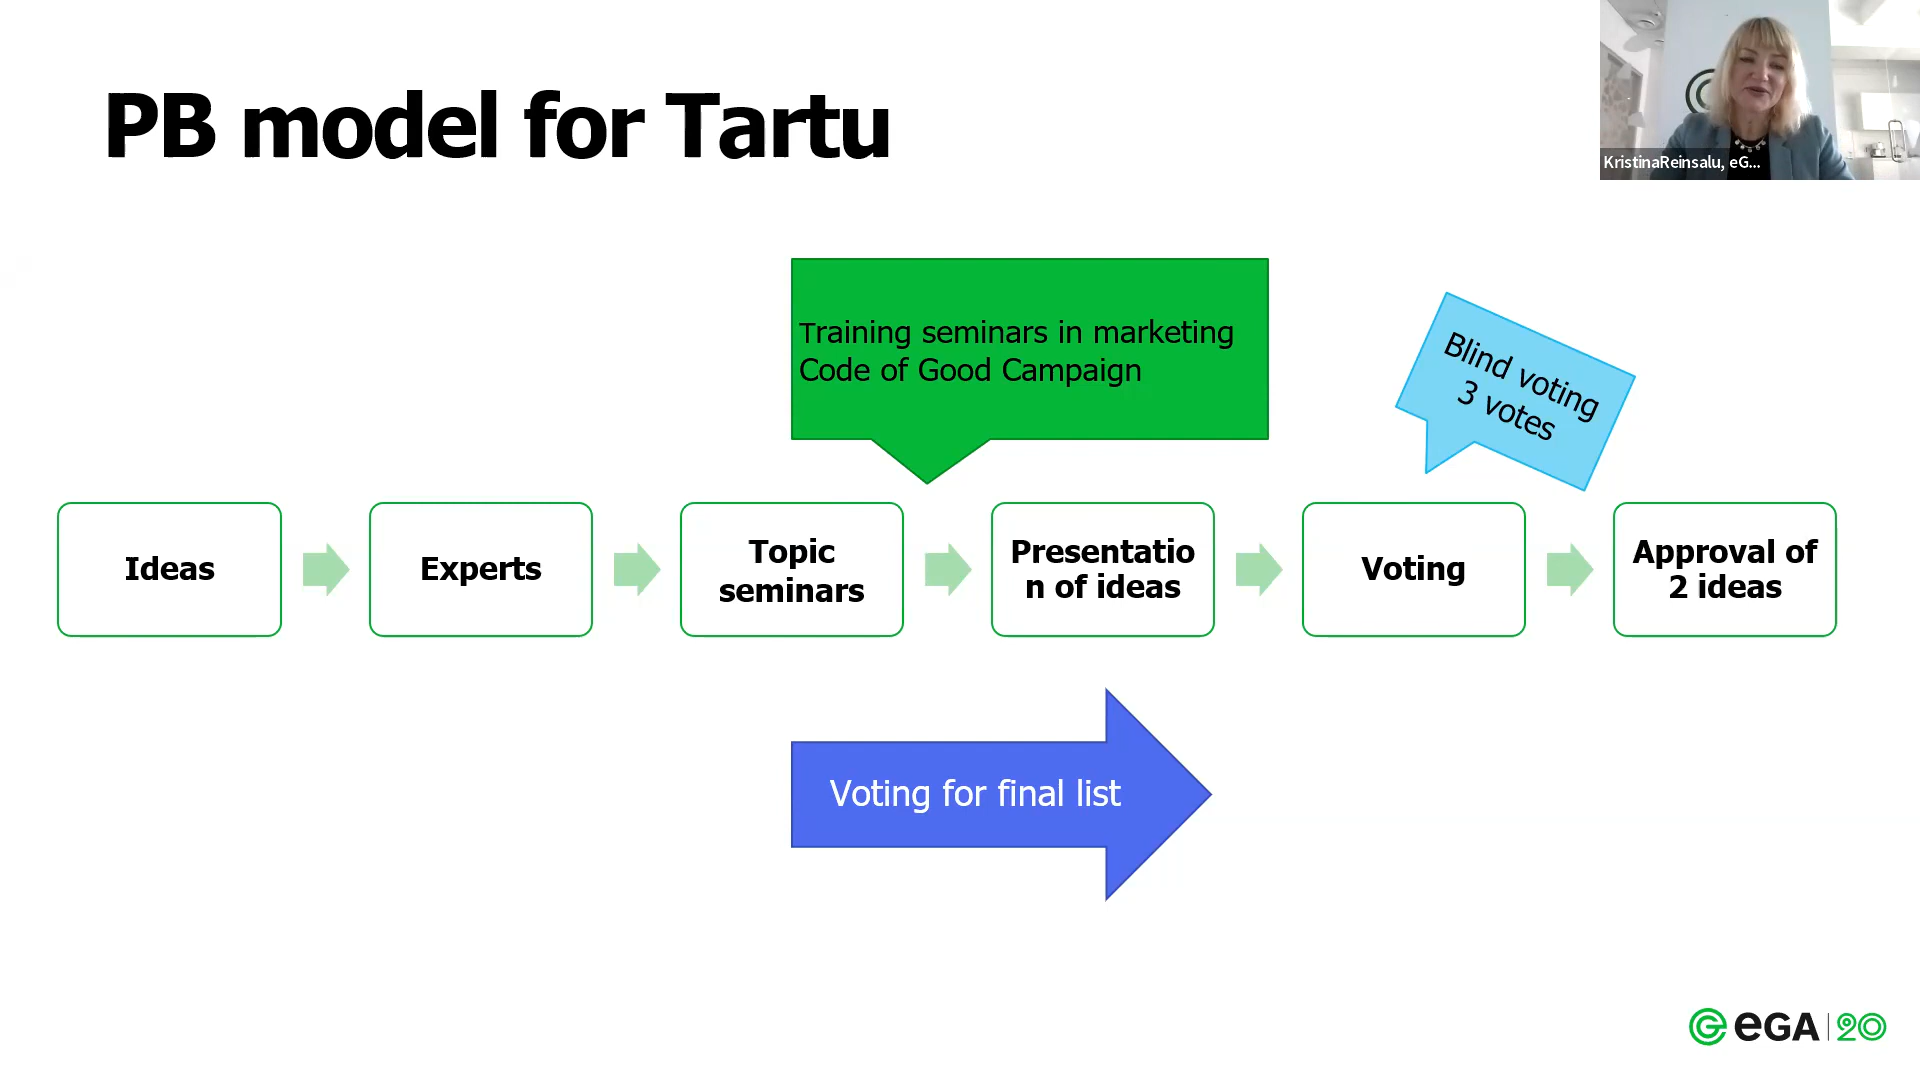 PB model for Tartu
KristinaReinsalu, eG...
Training seminars in marketing
Code of Good Campaign
Blind voting
3 votes
Ideas
Experts
Topic
seminars
Presentatio
n of ideas
Voting
Approval of
2 ideas
Voting for final list
eGA | 20